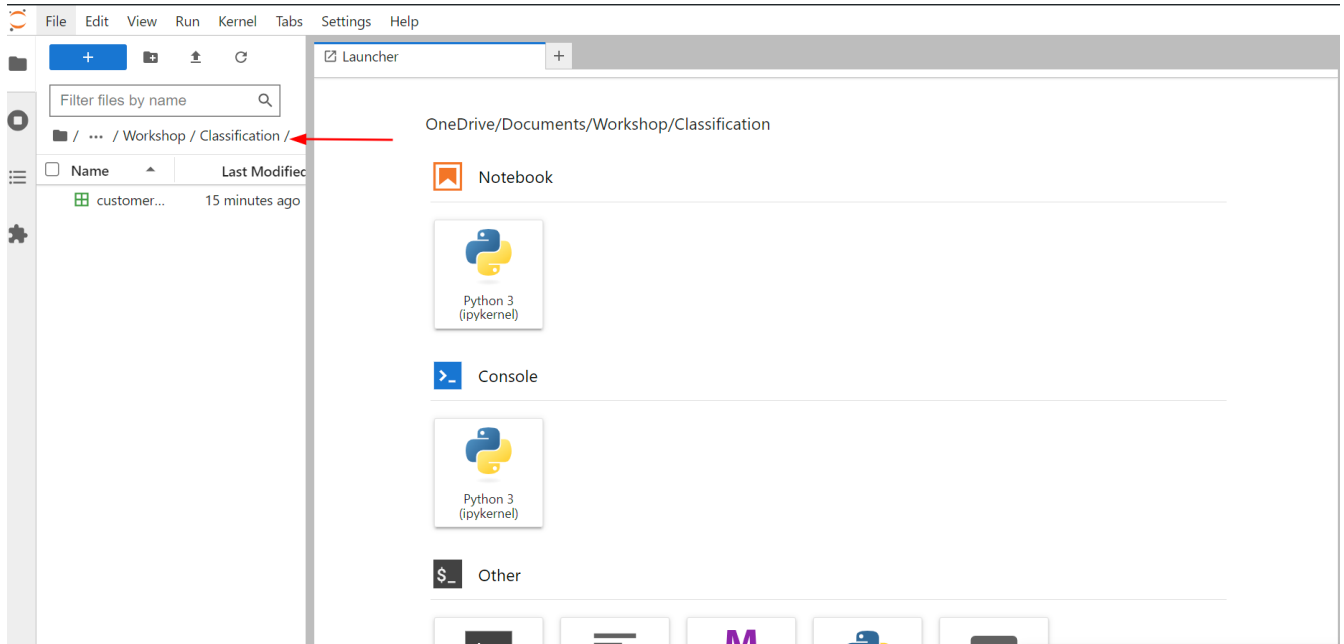 File Edit View Run Kernel Tabs Settings Help
+
Launcher
+
Filter files by name
/ ··· / Workshop / Classification /
OneDrive/Documents/Workshop/Classification
Name Last Modified
customer... 15 minutes ago
Notebook
Python 3
(ipykernel)
>_ Console
Python 3
(ipykernel)
$_ Other
M